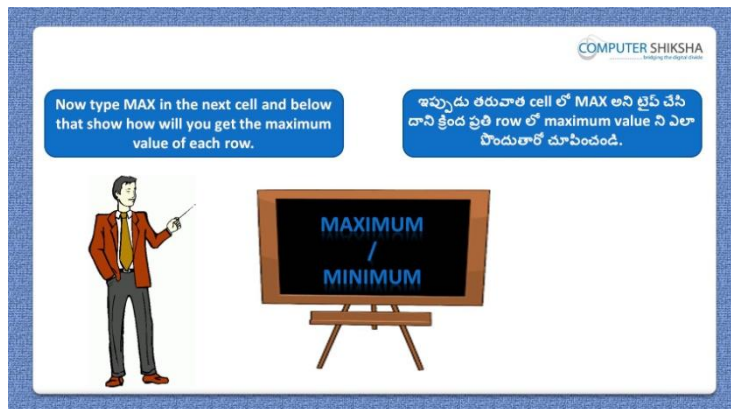 COMPUTER SHIKSHA
bridging the digital divide
Now type MAX in the next cell and below
that show how will you get the maximum
value of each row.
ఇప్పుడు తరువాత cell లో MAX అని టైప్ చేసి
దాని క్రింద ప్రతి row లో maximum value ని ఎలా
పొందుతారో చూపించండి.
MAXIMUM
/
MINIMUM